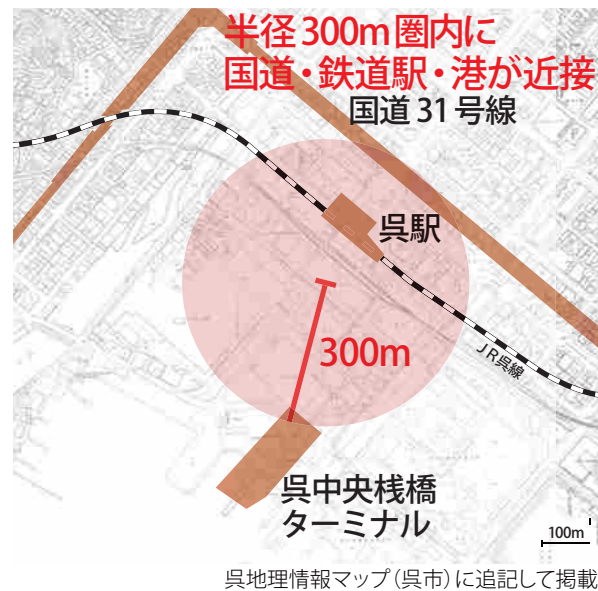 半径300m圏内に
国道・鉄道駅・港が近接
国道31号線
呉駅
300m
JR呉線
呉中央桟橋
ターミナル
100m
呉地理情報マップ(呉市)に追記して掲載